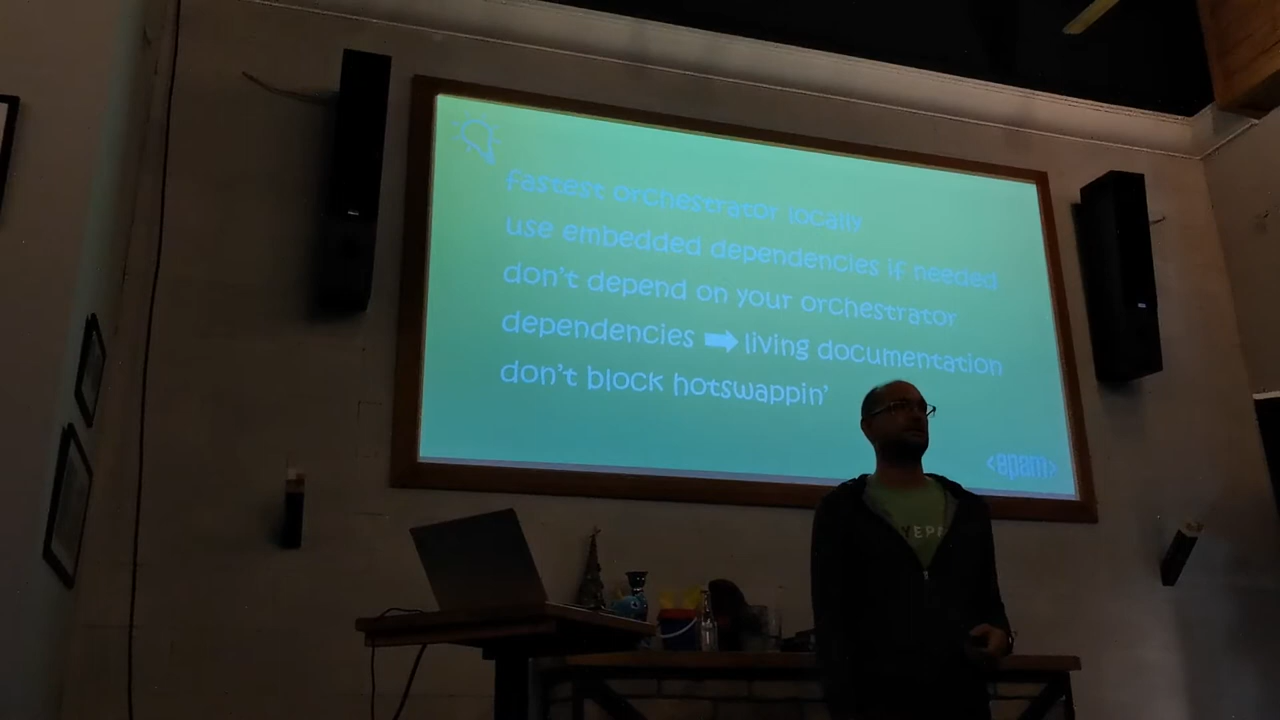 fastest orchestrator locally
use embedded dependencies if needed
don't depend on your orchestrator
dependencies ➡ living documentation
don't block hotswappin'
<epam>
YEPA